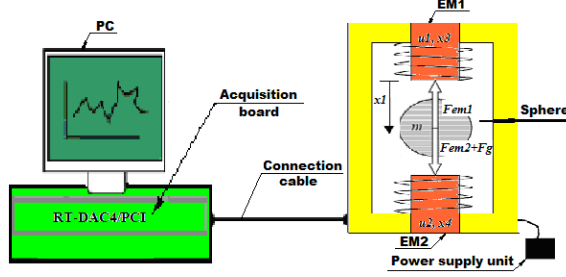 PC
EM1
u1, x3
Acquisition
board
x1
Fem1
Sphere
m
Fem2+Fg
Connection
cable
RT-DAC4/PCI
u2, x4
EM2
Power supply unit